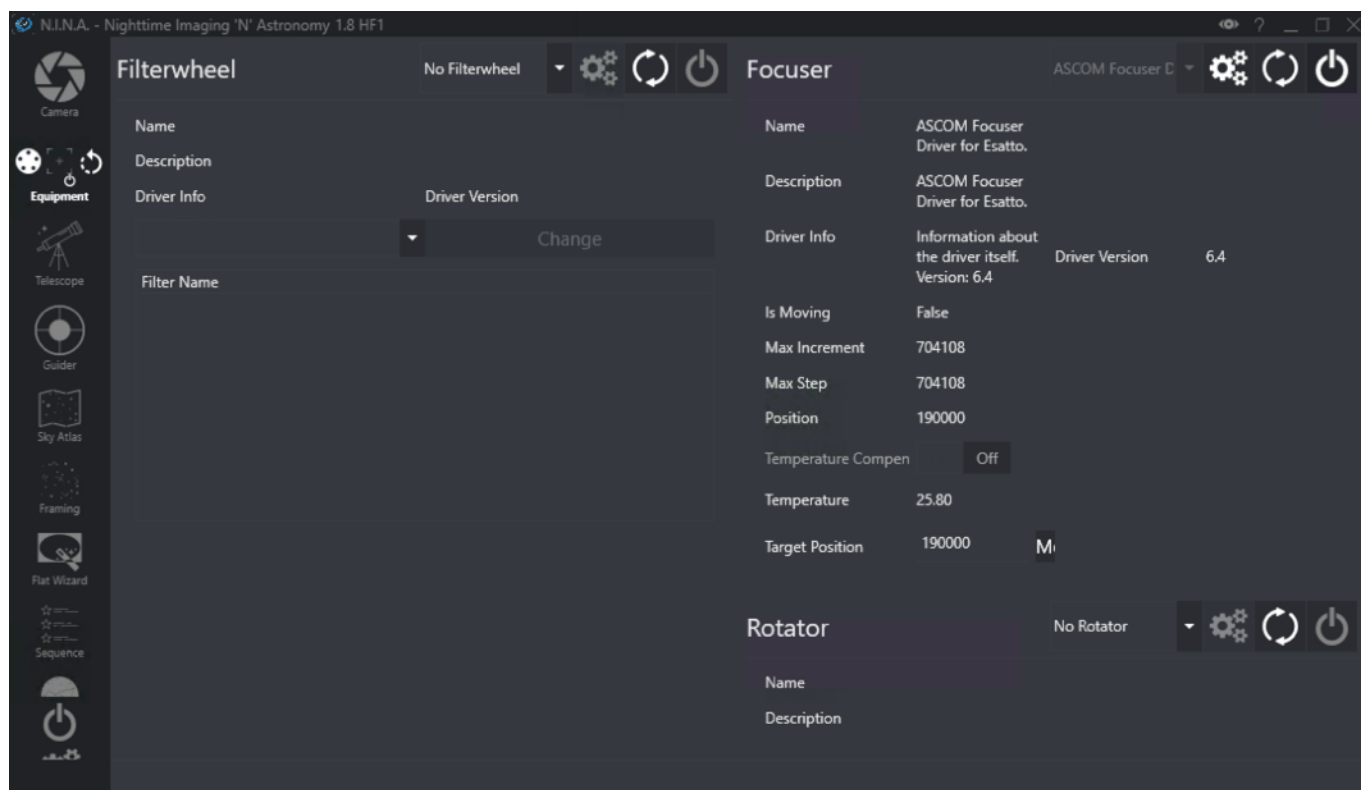 N.I.N.A. - Nighttime Imaging 'N' Astronomy 1.8 HF1
?
Camera
Equipment
Telescope
Guider
Sky Atlas
Framing
Flat Wizard
Sequence
Filterwheel
No Filterwheel
Name
Description
Driver Info
Driver Version
Change
Filter Name
Focuser
ASCOM Focuser D
Name
ASCOM Focuser
Driver for Esatto.
Description
ASCOM Focuser
Driver for Esatto.
Driver Info
Information about
the driver itself.
Version: 6.4
Driver Version
6.4
Is Moving
False
Max Increment
704108
Max Step
704108
Position
190000
Temperature Compen
Off
Temperature
25.80
Target Position
190000
Rotator
No Rotator
Name
Description